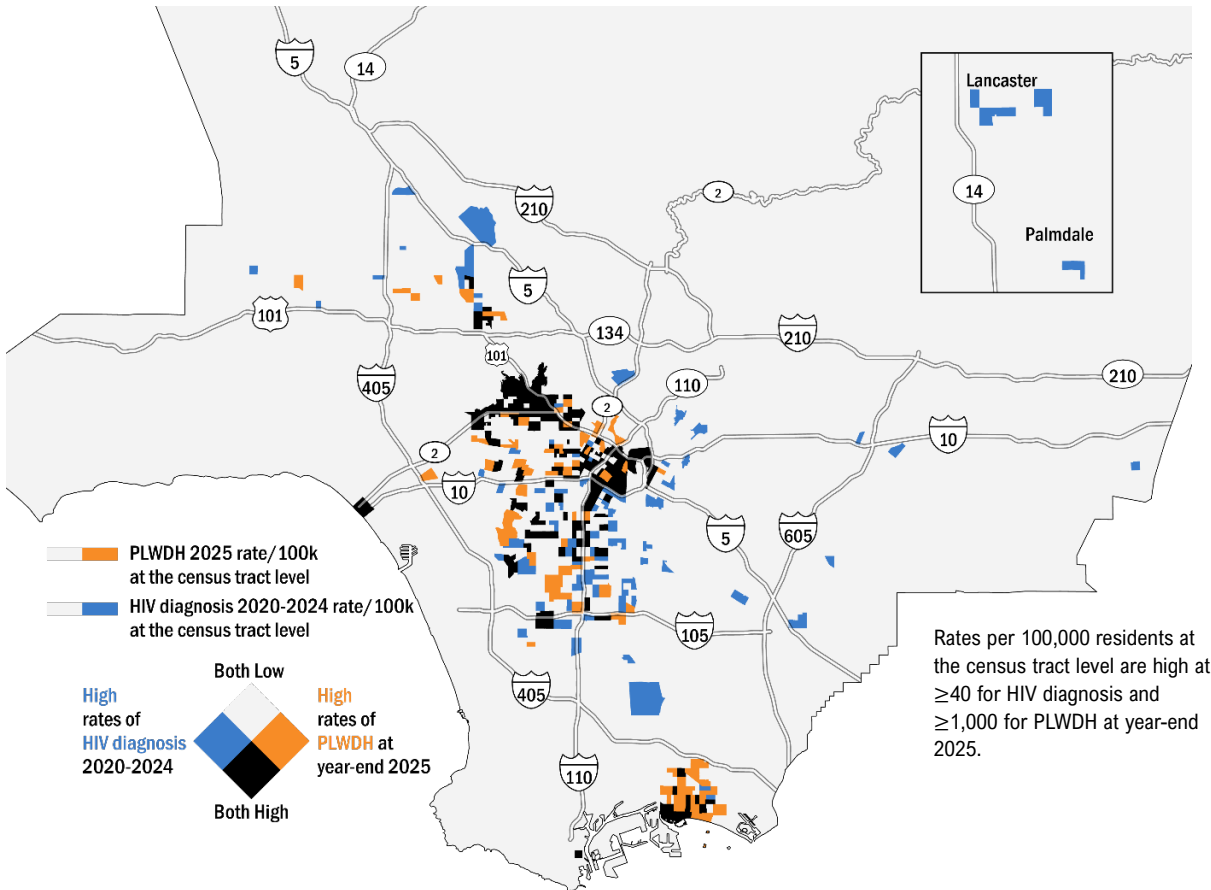 5
14
Lancaster
14
Palmdale
2
210
5
101
134
210
101
405
110
210
2
2
10
10
5
605
PLWDH 2025 rate/100k
at the census tract level
HIV diagnosis 2020-2024 rate/100k
at the census tract level
105
Rates per 100,000 residents at
the census tract level are high at
≥40 for HIV diagnosis and
≥1,000 for PLWDH at year-end
2025.
Both Low
405
High
rates of
HIV diagnosis
2020-2024
High
rates of
PLWDH at
year-end 2025
110
Both High